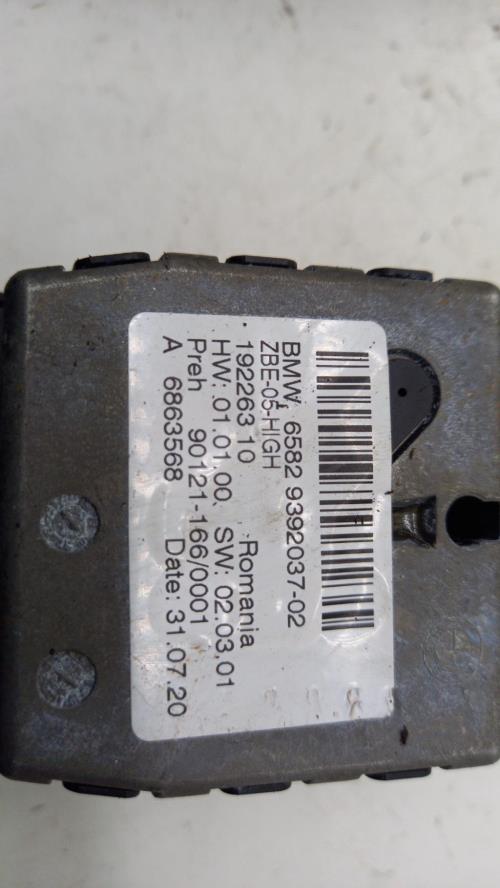 BMW 6582 9392037-02
ZBE-05-HIGH
19226310 Romania
HW: 01.01.00 SW: 02.03.01
Preh 90121-166/0001
A 6863568 Date: 31.07.20